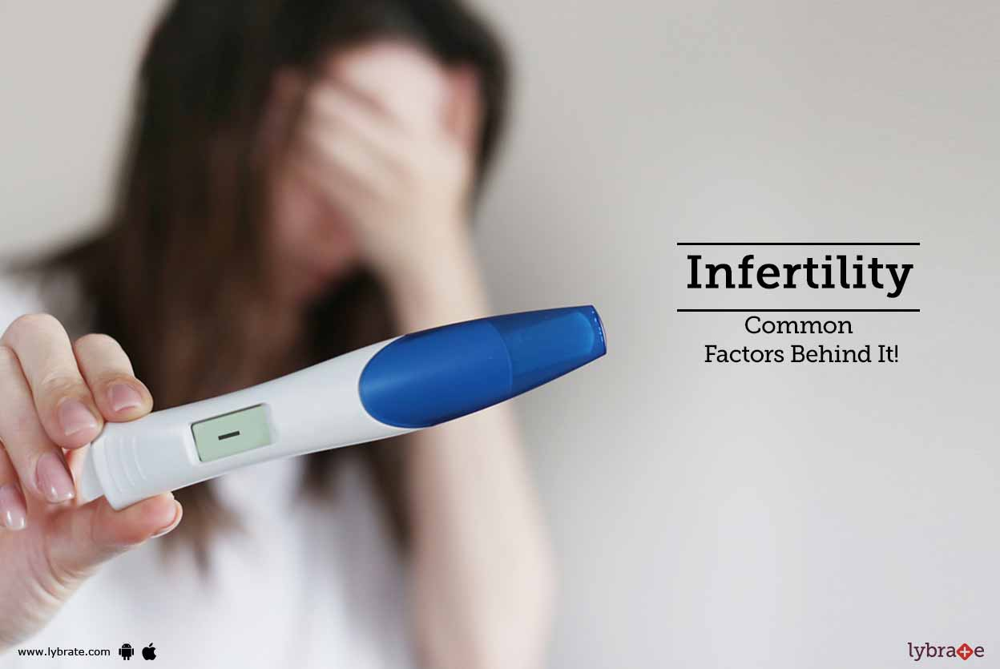 Infertility
Common
Factors Behind It!
www.lybrate.com
lybrate